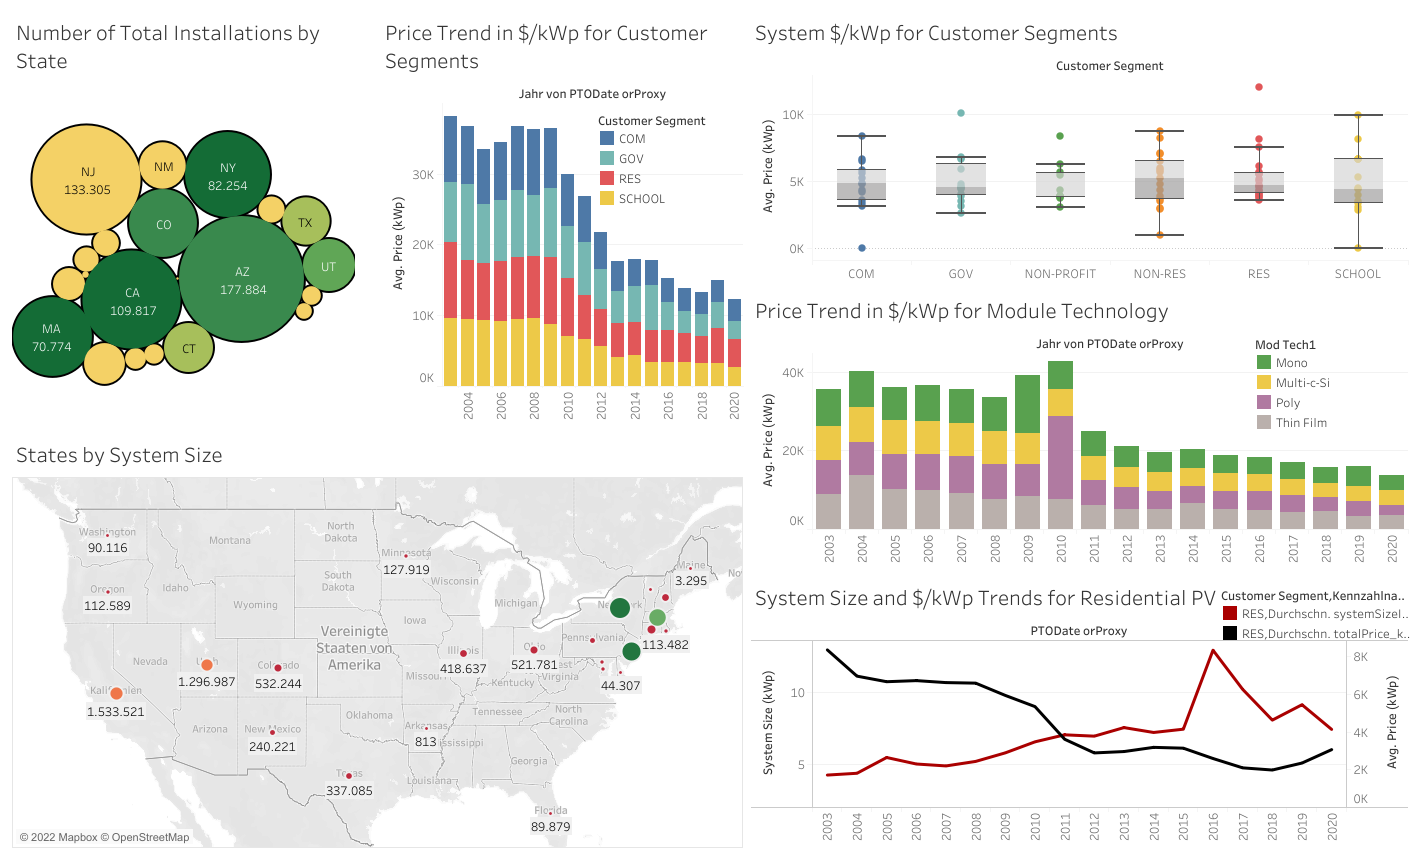 Number of Total Installations by
State
NJ
133.305
NM
NY
82.254
CO
TX
UT
AZ
177.884
CA
109.817
MA
70.774
CT
Price Trend in $/kWp for Customer
Segments
Jahr von PTODate orProxy
Customer Segment
COM
GOV
RES
SCHOOL
Avg. Price (kWp)
30K
20K
10K
0K
2004
2006
2008
2010
2012
2014
2016
2018
2020
System $/kWp for Customer Segments
Customer Segment
Avg. Price (kWp)
10K
5K
0K
COM
GOV
NON-PROFIT
NON-RES
RES
SCHOOL
Price Trend in $/kWp for Module Technology
Jahr von PTODate orProxy
Mod Tech1
Mono
Multi-c-Si
Poly
Thin Film
Avg. Price (kWp)
40K
20K
0K
2003
2004
2005
2006
2007
2008
2009
2010
2011
2012
2013
2014
2015
2016
2017
2018
2019
2020
States by System Size
Washington
90.116
Montana
North
Dakota
Minnesota
127.919
Maine
3.295
Oregon
112.589
Idaho
South
Dakota
Wisconsin
Michigan
Wyoming
Iowa
Pennsylvania
113.482
Nevada
Utah
1.296.987
Colorado
532.244
Vereinigte
Staaten von
Amerika
Illinois
418.637
Ohio
521.781
Virginia
44.307
Kentucky
1.533.521
Arizona
New Mexico
240.221
Oklahoma
Arkansas
813
Tennessee
North
Carolina
Georgia
Texas
337.085
Louisiana
Florida
89.879
© 2022 Mapbox © OpenStreetMap
System Size and $/kWp Trends for Residential PV
Customer Segment,Kennzahlna..
RES,Durchschn. systemSizeI..
RES,Durchschn. totalPrice_k..
PTODate orProxy
System Size (kWp)
10
5
Avg. Price (kWp)
8K
6K
4K
2K
0K
2003
2004
2005
2006
2007
2008
2009
2010
2011
2012
2013
2014
2015
2016
2017
2018
2019
2020